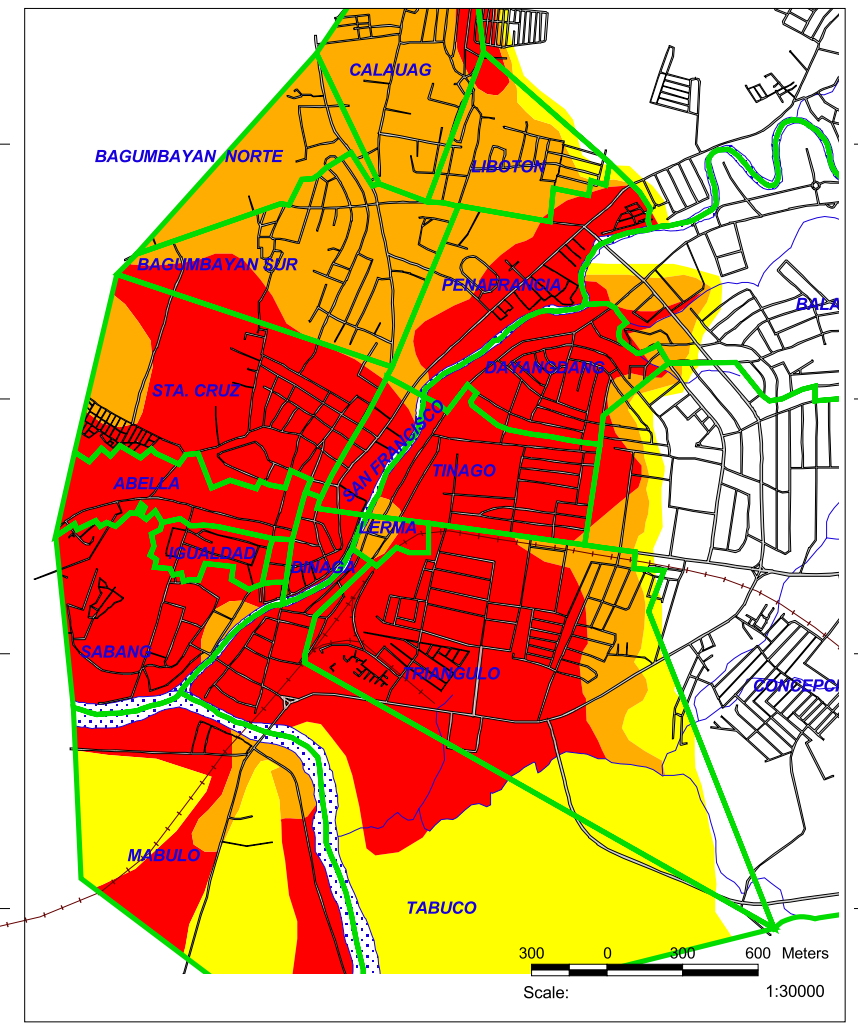 CALAUAG
BAGUMBAYAN NORTE
LIBOTON
BAGUMBAYAN SUR
PENAFRANCIA
BALA
DAYANGDANG
STA. CRUZ
SAN FRANCISCO
TINAGO
ABELLA
LERMA
IGUALDAD
DINAGA
SABANG
TRIANGULO
CONCEPCI
MABULO
TABUCO
300 0 300 600 Meters
Scale: 1:30000